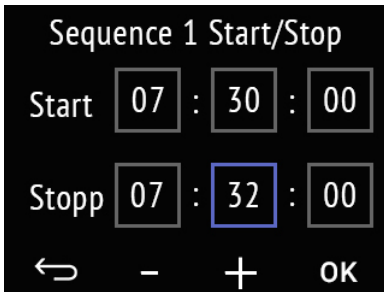 Sequence 1 Start/Stop
Start 07 : 30 : 00
Stopp 07 : 32 : 00
- + OK